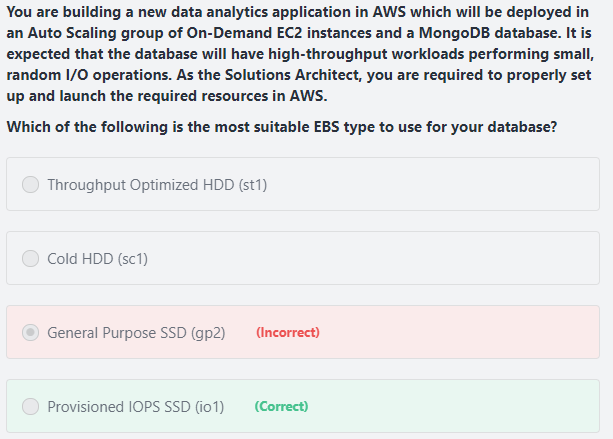 You are building a new data analytics application in AWS which will be deployed in
an Auto Scaling group of On-Demand EC2 instances and a MongoDB database. It is
expected that the database will have high-throughput workloads performing small,
random I/O operations. As the Solutions Architect, you are required to properly set
up and launch the required resources in AWS.
Which of the following is the most suitable EBS type to use for your database?
Throughput Optimized HDD (st1)
Cold HDD (sc1)
General Purpose SSD (gp2) (Incorrect)
Provisioned IOPS SSD (io1) (Correct)